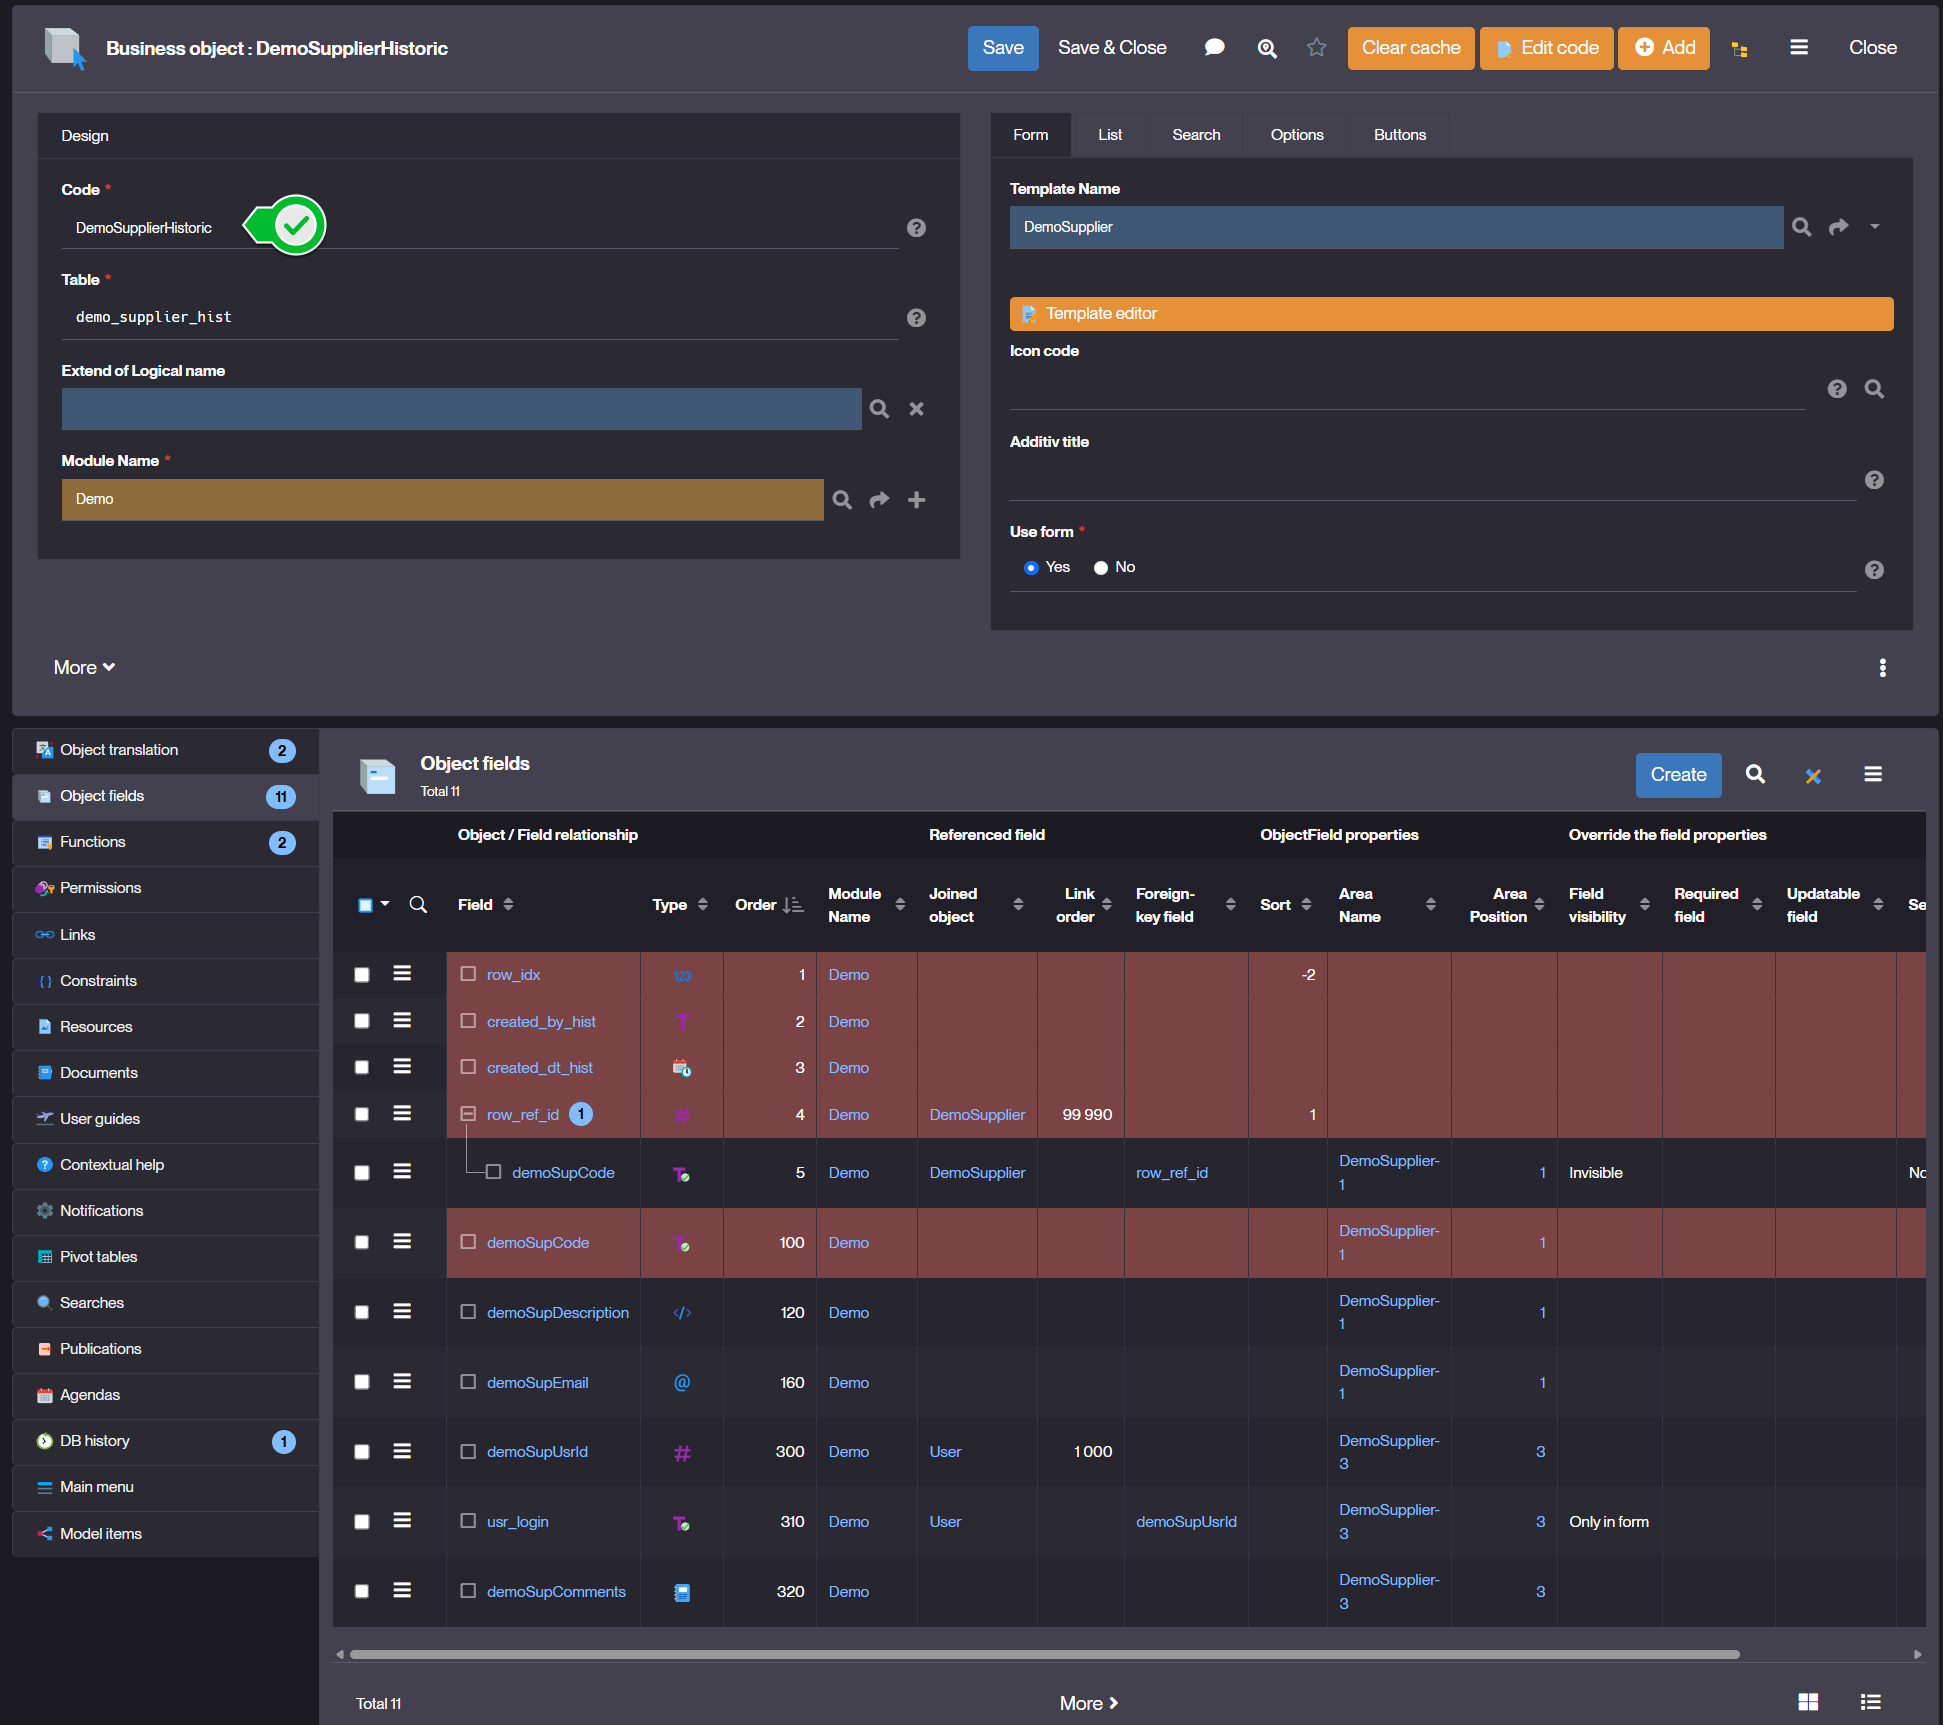 Business object : DemoSupplierHistoric
Save
Save & Close
Clear cache
Edit code
Add
Close
Design
Code *
DemoSupplierHistoric
Table *
demo_supplier_hist
Extend of Logical name
Module Name *
Demo
Form
List
Search
Options
Buttons
Template Name
DemoSupplier
Template editor
Icon code
Additiv title
Use form *
Yes
No
More
Object translation 2
Object fields 11
Functions 2
Permissions
Links
Constraints
Resources
Documents
User guides
Contextual help
Notifications
Pivot tables
Searches
Publications
Agendas
DB history 1
Main menu
Model items
Object fields
Total 11
Create
Object / Field relationship Referenced field ObjectField properties Override the field properties
Field Type Order Module Name Joined object Link order Foreign-key field Sort Area Name Area Position Field visibility Required field Updatable field Se
row_idx 123 1 Demo -2
created_by_hist 2 Demo
created_dt_hist 3 Demo
row_ref_id 1 # 4 Demo DemoSupplier 99 990 1
demoSupCode 5 Demo DemoSupplier row_ref_id DemoSupplier-1 1 Invisible No
demoSupCode 100 Demo DemoSupplier-1 1
demoSupDescription </> 120 Demo DemoSupplier-1 1
demoSupEmail @ 160 Demo DemoSupplier-1 1
demoSupUsrId # 300 Demo User 1 000 DemoSupplier-3 3
usr_login 310 Demo User demoSupUsrId DemoSupplier-3 3 Only in form
demoSupComments 320 Demo DemoSupplier-3 3
Total 11
More